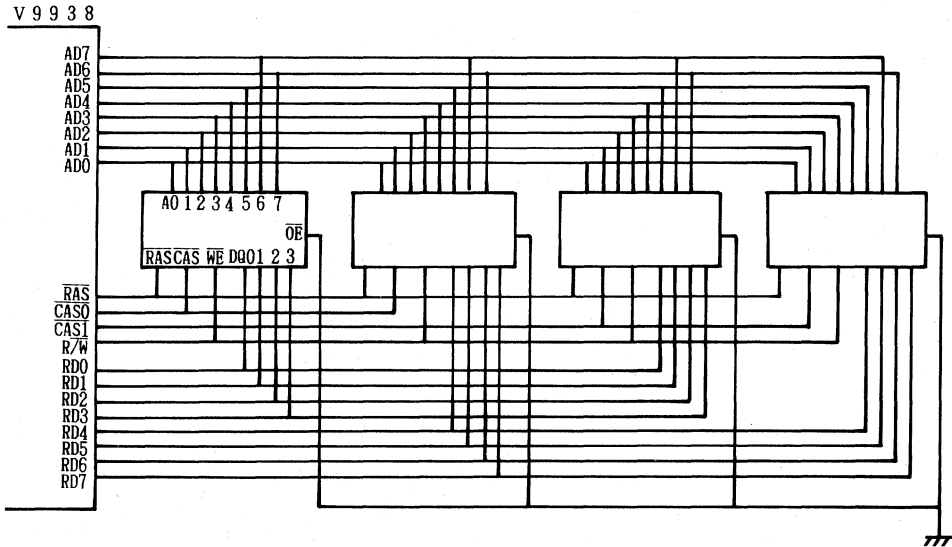 V9938
AD7
AD6
AD5
AD4
AD3
AD2
AD1
AD0
A0 1 2 3 4 5 6 7
OE
RAS CAS WE DQ0 1 2 3
RAS
CAS0
CAS1
R/W
RD0
RD1
RD2
RD3
RD4
RD5
RD6
RD7